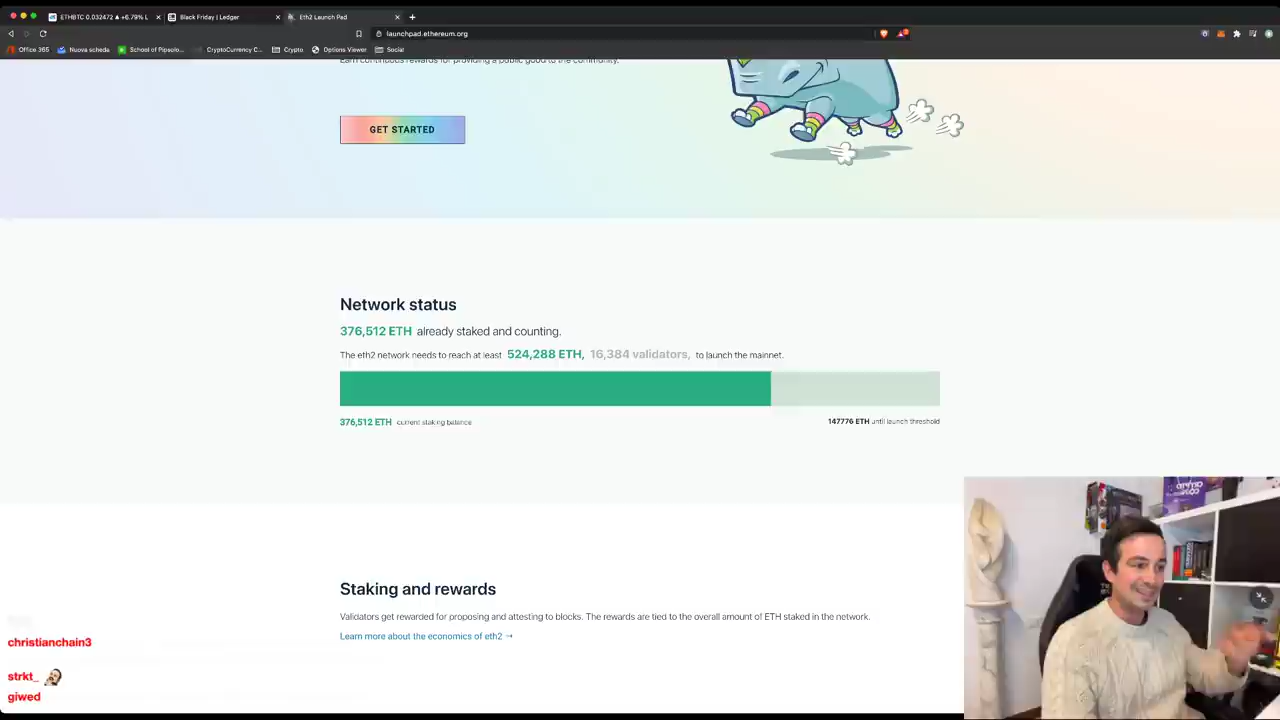 ETHBTC 0.032472 ▲ +6.79% L
Black Friday | Ledger
Eth2 Launch Pad
launchpad.ethereum.org
Office 365
Nuova scheda
School of Pipsolo...
CryptoCurrency C...
Crypto
Options Viewer
Social
Earn continuous rewards for providing a public good to the community.
GET STARTED
Network status
376,512 ETH already staked and counting.
The eth2 network needs to reach at least 524,288 ETH, 16,384 validators, to launch the mainnet.
376,512 ETH current staking balance
147776 ETH until launch threshold
Staking and rewards
Validators get rewarded for proposing and attesting to blocks. The rewards are tied to the overall amount of ETH staked in the network.
Learn more about the economics of eth2 →
christianchain3
strkt_
giwed